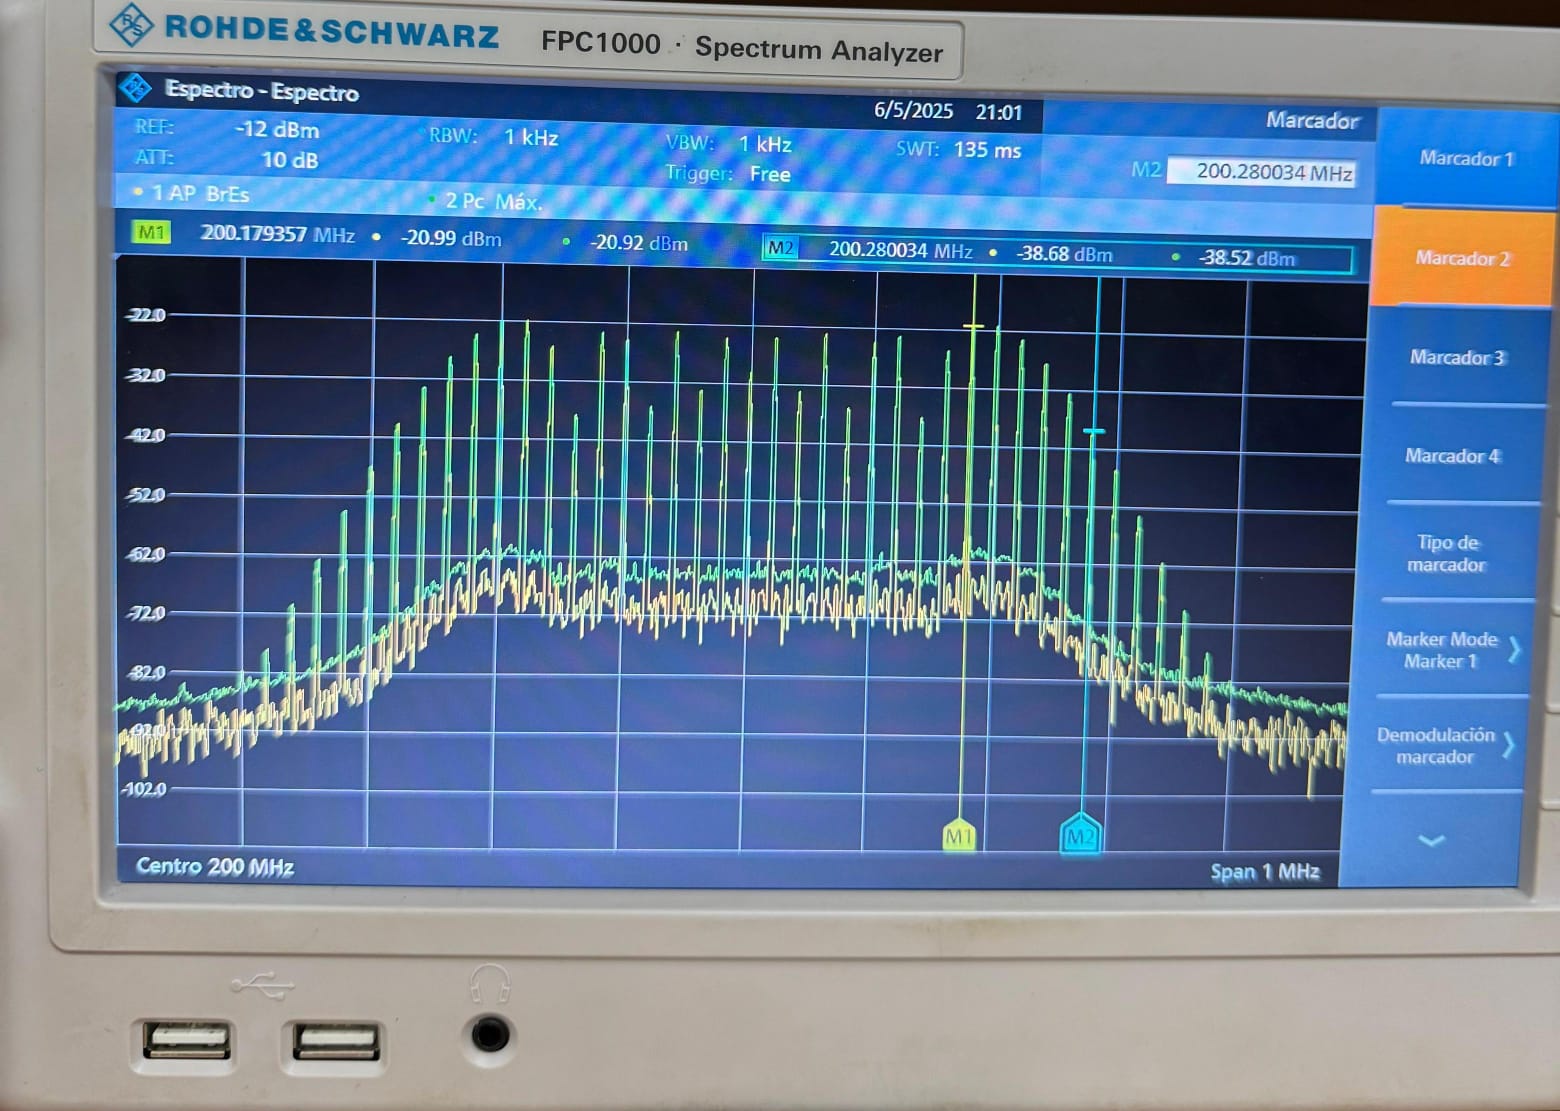 ROHDE & SCHWARZ FPC1000 · Spectrum Analyzer
Espectro - Espectro
6/5/2025 21:01
Marcador
REF: -12 dBm RBW: 1 kHz VBW: 1 kHz SWT: 135 ms
ATT: 10 dB Trigger: Free
M2 200.280034 MHz
1 AP BrEs 2 Pc Máx.
M1 200.179357 MHz -20.99 dBm -20.92 dBm M2 200.280034 MHz -38.68 dBm -38.52 dBm
-22.0
-32.0
-42.0
-52.0
-62.0
-72.0
-82.0
-92.0
-102.0
M1 M2
Centro 200 MHz Span 1 MHz
Marcador 1
Marcador 2
Marcador 3
Marcador 4
Tipo de
marcador
Marker Mode
Marker 1
Demodulación
marcador